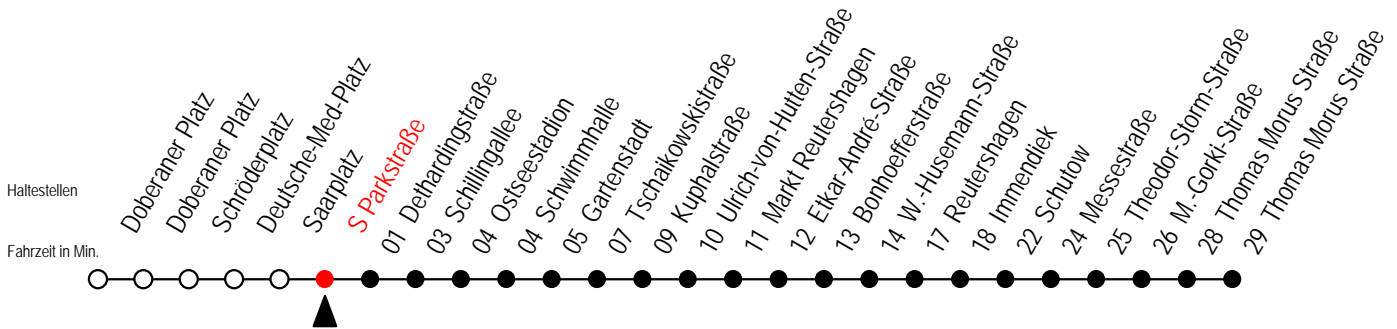 Haltestellen
Fahrzeit in Min.
Doberaner Platz
Doberaner Platz
Schröderplatz
Deutsche-Med-Platz
Saarplatz
S Parkstraße
01 Dethardingstraße
03 Schillingallee
04 Ostseestadion
04 Schwimmhalle
05 Gartenstadt
07 Tschaikowskistraße
09 Kuphalstraße
10 Ulrich-von-Hutten-Straße
11 Markt Reutershagen
12 Etkar-André-Straße
13 Bonhoefferstraße
14 W.-Husemann-Straße
17 Reutershagen
18 Immendiek
22 Schutow
24 Messestraße
25 Theodor-Storm-Straße
26 M.-Gorki-Straße
28 Thomas Morus Straße
29 Thomas Morus Straße